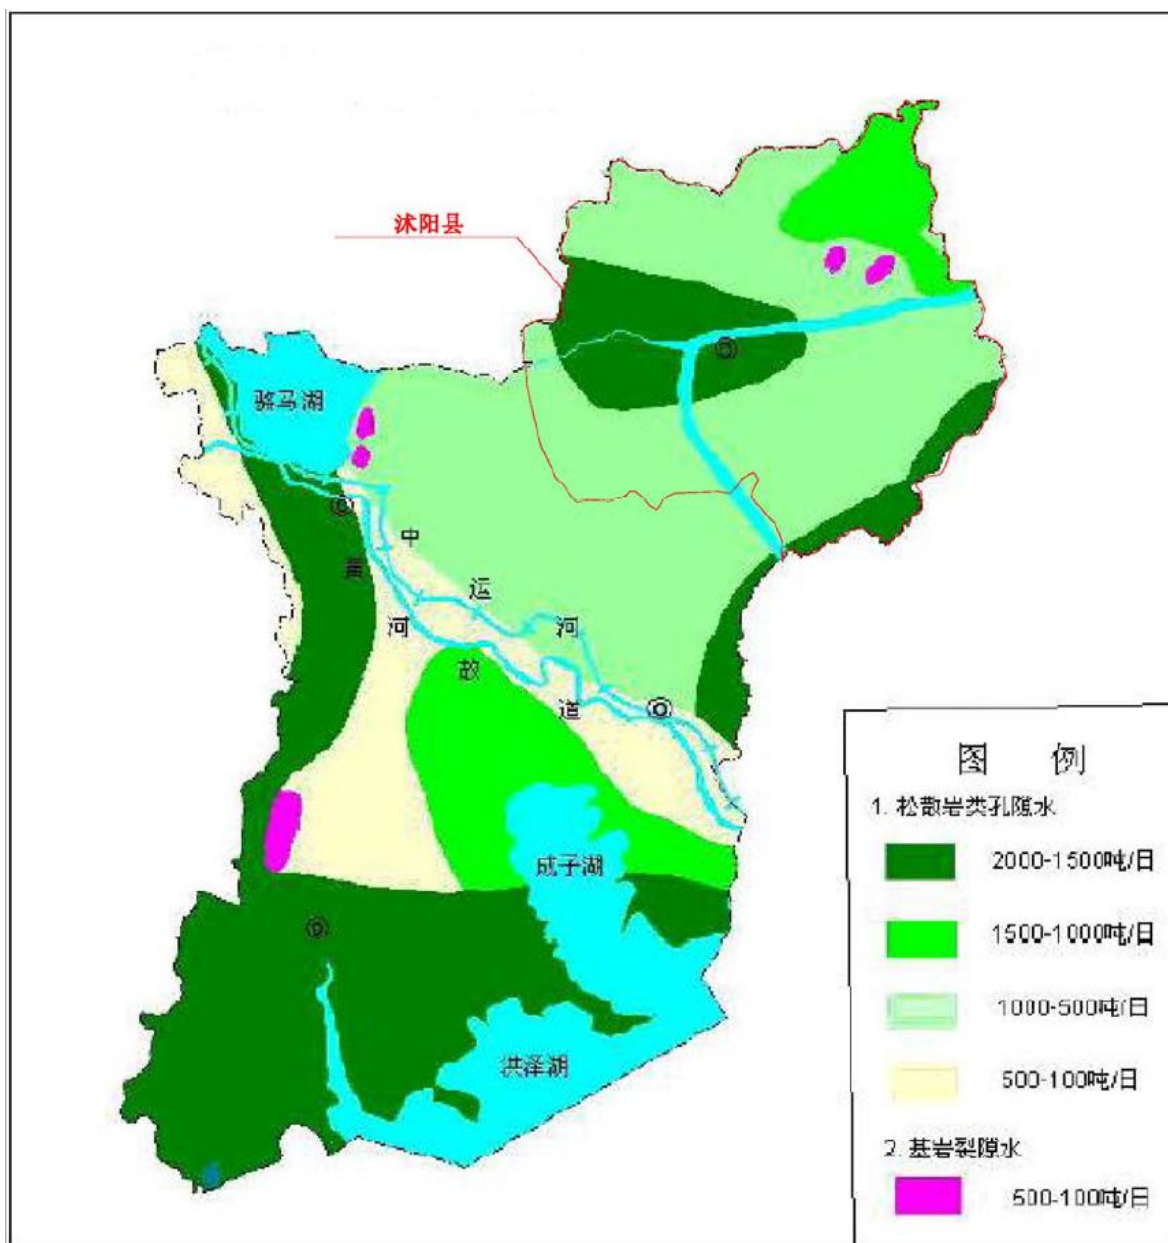 沭阳县
骆马湖
中
运
河
黄
河
故
道
成子湖
洪泽湖
图 例
1. 松散岩类孔隙水
2000-1500吨/日
1500-1000吨/日
1000-500吨/日
500-100吨/日
2. 基岩裂隙水
500-100吨/日